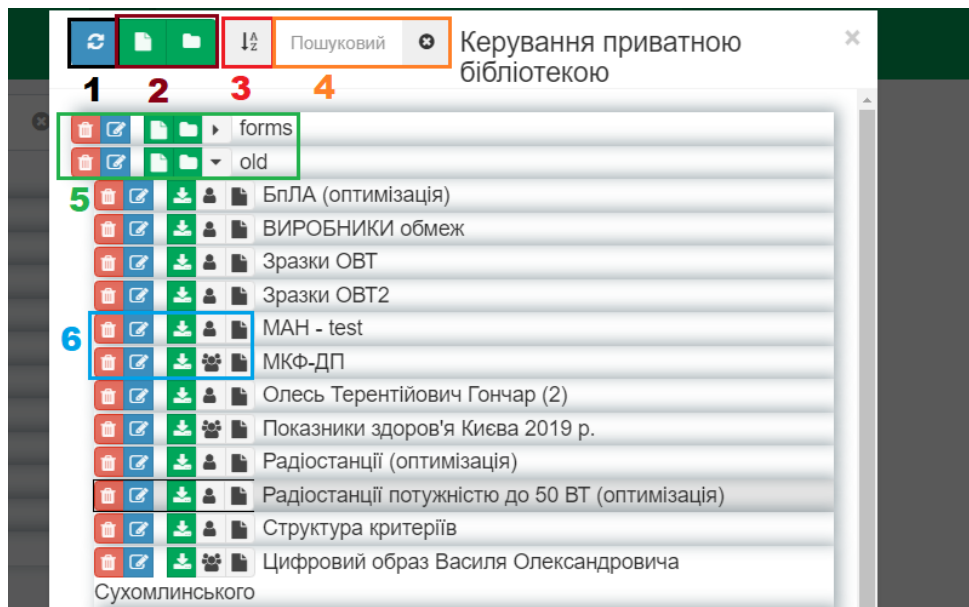 A
Z
Пошуковий
Керування приватною
бібліотекою
1 2 3 4
forms
old
5
БпЛА (оптимізація)
ВИРОБНИКИ обмеж
Зразки ОВТ
Зразки ОВТ2
6
МАН - test
МКФ-ДП
Олесь Терентійович Гончар (2)
Показники здоров'я Києва 2019 р.
Радіостанції (оптимізація)
Радіостанції потужністю до 50 ВТ (оптимізація)
Структура критеріїв
Цифровий образ Василя Олександровича
Сухомлинського